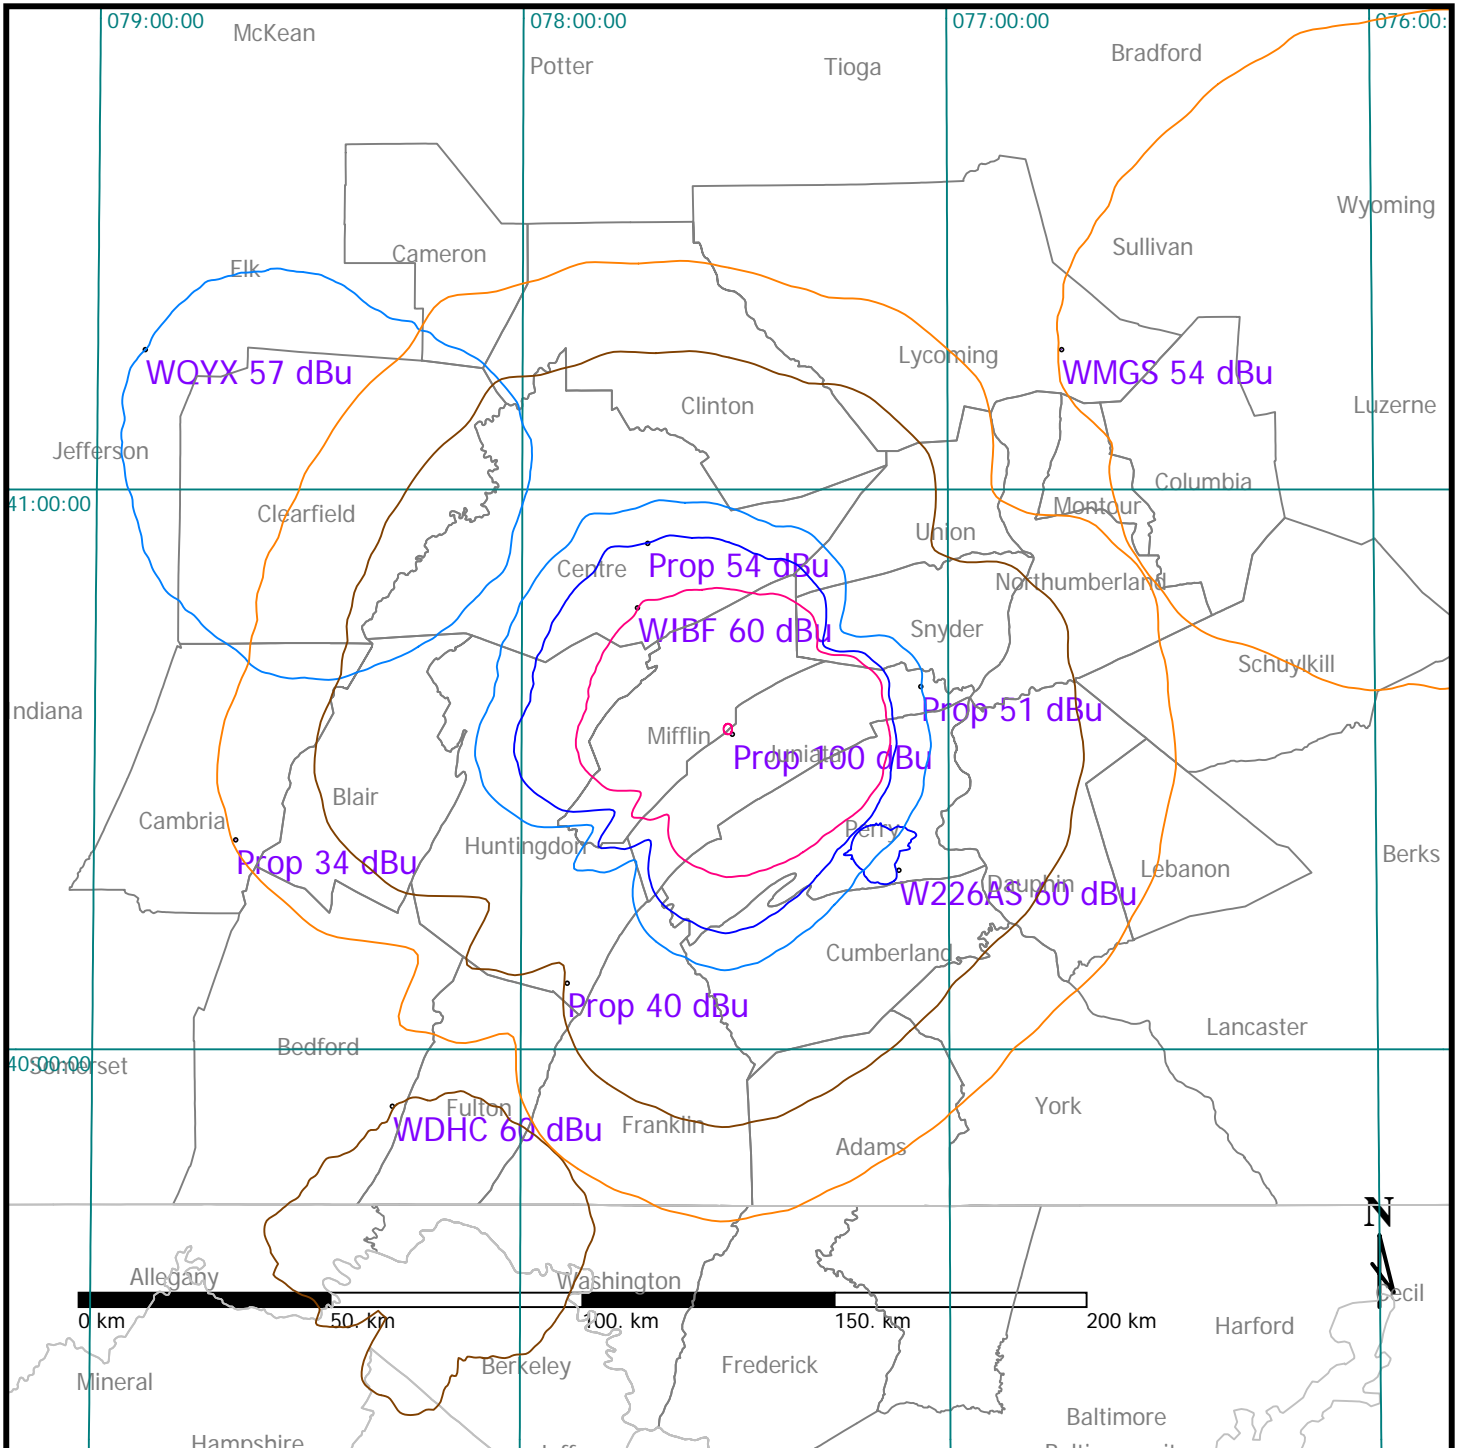 079:00:00
078:00:00
077:00:00
076:00:
McKean
Potter
Tioga
Bradford
Wyoming
Sullivan
Cameron
Elk
Lycoming
WQYX 57 dBu
WMGS 54 dBu
Clinton
Luzerne
Jefferson
Columbia
41:00:00
Clearfield
Montour
Union
Centre
Prop 54 dBu
Northumberland
WIBF 60 dBu
Snyder
Schuylkill
ndiana
Prop 51 dBu
Mifflin
Juniata
Prop 100 dBu
Blair
Cambria
Perry
Huntingdon
Berks
Prop 34 dBu
Lebanon
Dauphin
W226AS 60 dBu
Cumberland
Prop 40 dBu
Lancaster
Bedford
40:00:00
Somerset
Fulton
York
WDHC 60 dBu
Franklin
Adams
N
Allegany
Washington
Cecil
0 km
50. km
100. km
150. km
200 km
Harford
Berkeley
Frederick
Mineral
Baltimore
Hampshire